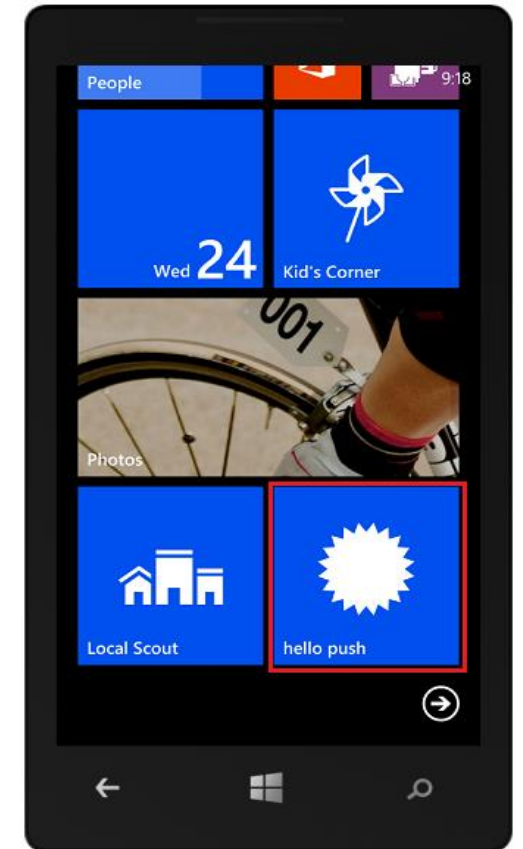 9:18
People
Wed 24
Kid's Corner
001
Photos
Local Scout
hello push